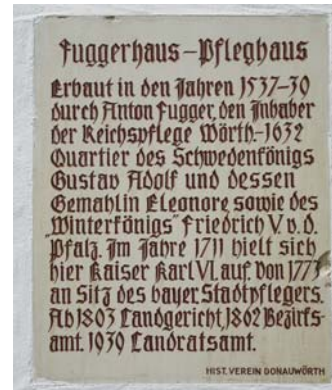 Fuggerhaus-Pfleghaus
Erbaut in den Jahren 1537-39
durch Anton Fugger, den Inhaber
der Reichspflege Wörth.-1632
Quartier des Schwedenkönigs
Gustav Adolf und dessen
Gemahlin Eleonore sowie des
„Winterkönigs" Friedrich V. v. d.
Pfalz. Im Jahre 1711 hielt sich
hier Kaiser Karl VI. auf. Von 1773
an Sitz des bayer. Stadtpflegers.
Ab 1803 Landgericht, 1862 Bezirks-
amt. 1939 Landratsamt.
HIST. VEREIN DONAUWÖRTH